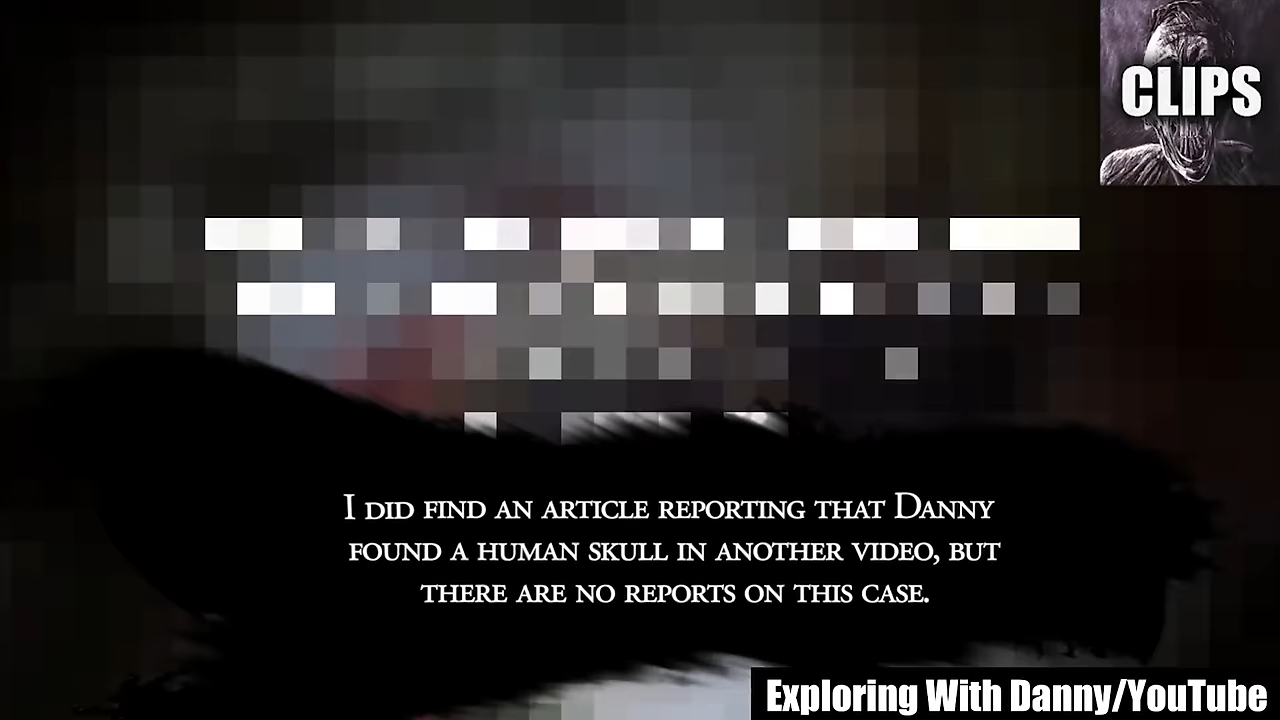 CLIPS
I DID FIND AN ARTICLE REPORTING THAT DANNY
FOUND A HUMAN SKULL IN ANOTHER VIDEO, BUT
THERE ARE NO REPORTS ON THIS CASE.
Exploring With Danny/YouTube